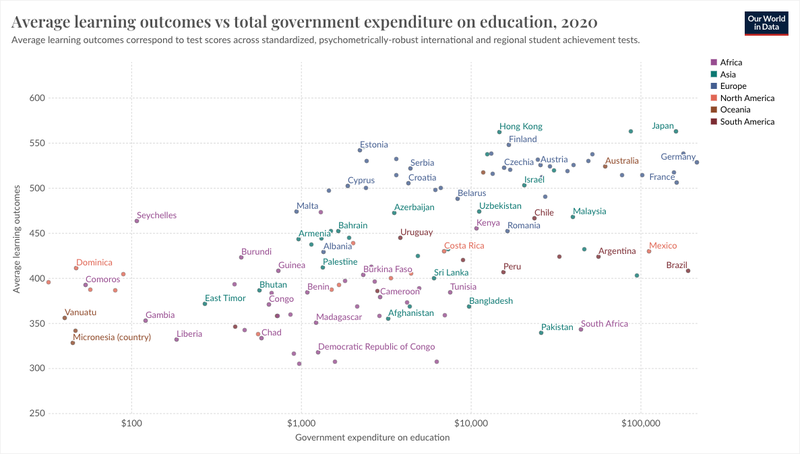 Average learning outcomes vs total government expenditure on education, 2020
Average learning outcomes correspond to test scores across standardized, psychometrically-robust international and regional student achievement tests.
Our World
in Data
Africa
Asia
Europe
North America
Oceania
South America
600
550
500
450
400
350
300
250
Average learning outcomes
Hong Kong
Japan
Finland
Estonia
Germany
Serbia
Czechia
Austria
Australia
Cyprus
Croatia
Israel
France
Belarus
Malta
Azerbaijan
Uzbekistan
Chile
Malaysia
Seychelles
Kenya
Bahrain
Romania
Armenia
Uruguay
Albania
Costa Rica
Mexico
Burundi
Argentina
Dominica
Guinea
Palestine
Burkina Faso
Sri Lanka
Peru
Brazil
Comoros
Bhutan
Benin
Cameroon
Tunisia
East Timor
Congo
Bangladesh
Vanuatu
Gambia
Madagascar
Afghanistan
Pakistan
South Africa
Micronesia (country)
Liberia
Chad
Democratic Republic of Congo
$100
$1,000
$10,000
$100,000
Government expenditure on education